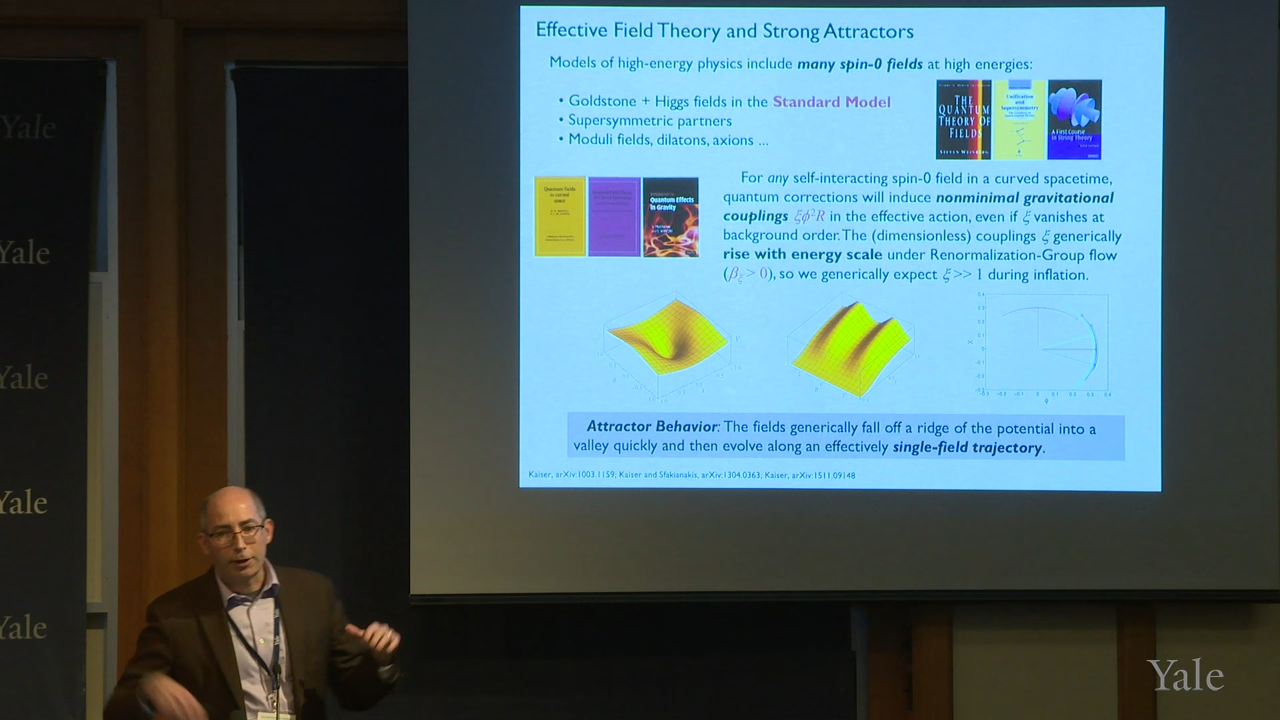 Effective Field Theory and Strong Attractors
Models of high-energy physics include many spin-0 fields at high energies:
• Goldstone + Higgs fields in the Standard Model
• Supersymmetric partners
• Moduli fields, dilatons, axions ...
THE
QUANTUM
THEORY OF
FIELDS
STEVEN WEINBERG
Unification
and
Supersymmetry
A First Course
in String Theory
Quantum fields
in curved
space
Quantum Effects
in Gravity
For any self-interacting spin-0 field in a curved spacetime,
quantum corrections will induce nonminimal gravitational
couplings ξϕ²R in the effective action, even if ξ vanishes at
background order. The (dimensionless) couplings ξ generically
rise with energy scale under Renormalization-Group flow
(βξ > 0), so we generically expect ξ >> 1 during inflation.
Attractor Behavior: The fields generically fall off a ridge of the potential into a
valley quickly and then evolve along an effectively single-field trajectory.
Kaiser, arXiv:1003.1159; Kaiser and Sfakianakis, arXiv:1304.0363; Kaiser, arXiv:1511.09148
Yale
Yale
Yale
Yale
Yale
Yale